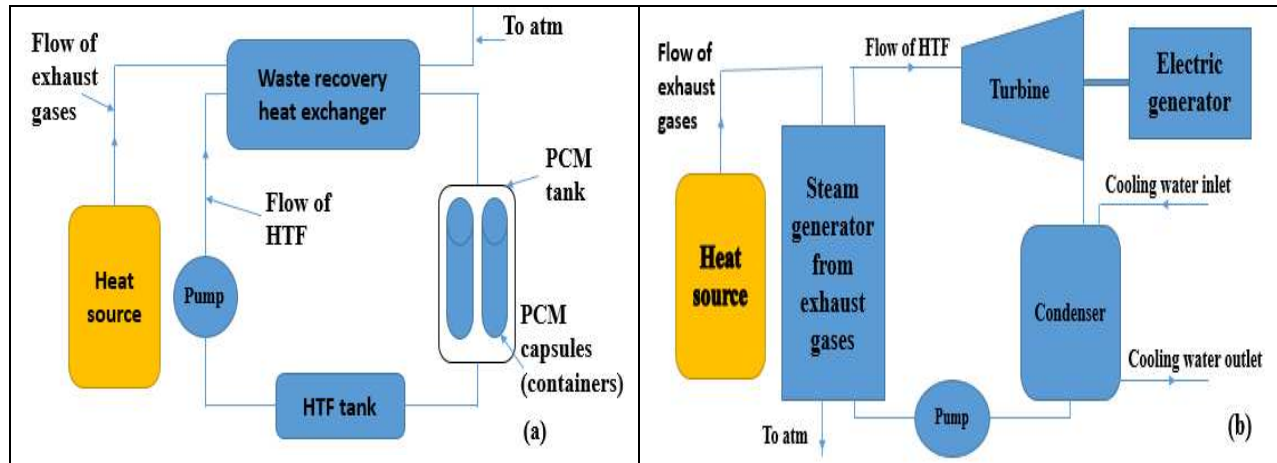 To atm
Flow of
exhaust
gases
Waste recovery
heat exchanger
PCM
tank
Flow of
HTF
Heat
source
Pump
PCM
capsules
(containers)
HTF tank
(a)
Flow of HTF
Flow of
exhaust
gases
Turbine
Electric
generator
Cooling water inlet
Steam
generator
from
exhaust
gases
Heat
source
Condenser
Cooling water outlet
Pump
To atm
(b)